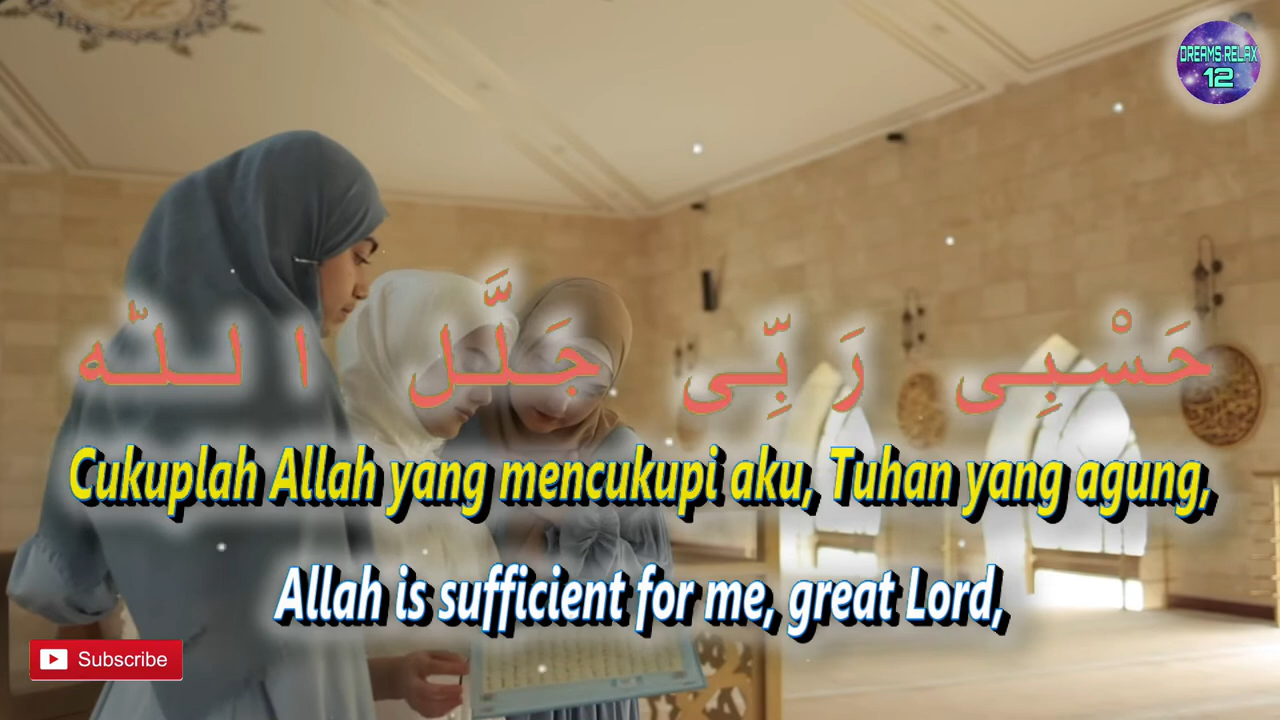 DREAMS RELAX
12
حَسْبِى رَبِّى جَلَّل ا للّه
Cukuplah Allah yang mencukupi aku, Tuhan yang agung,
Allah is sufficient for me, great Lord,
Subscribe